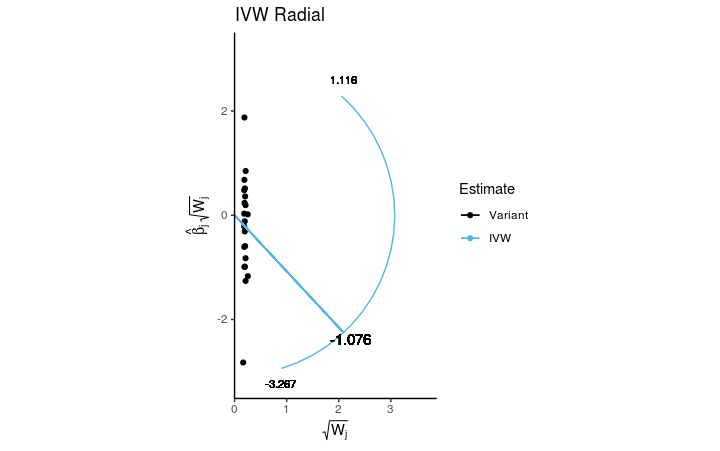 IVW Radial
1.116
2
0
-2
β̂j√Wj
-1.076
-3.267
0 1 2 3
√Wj
Estimate
Variant
IVW